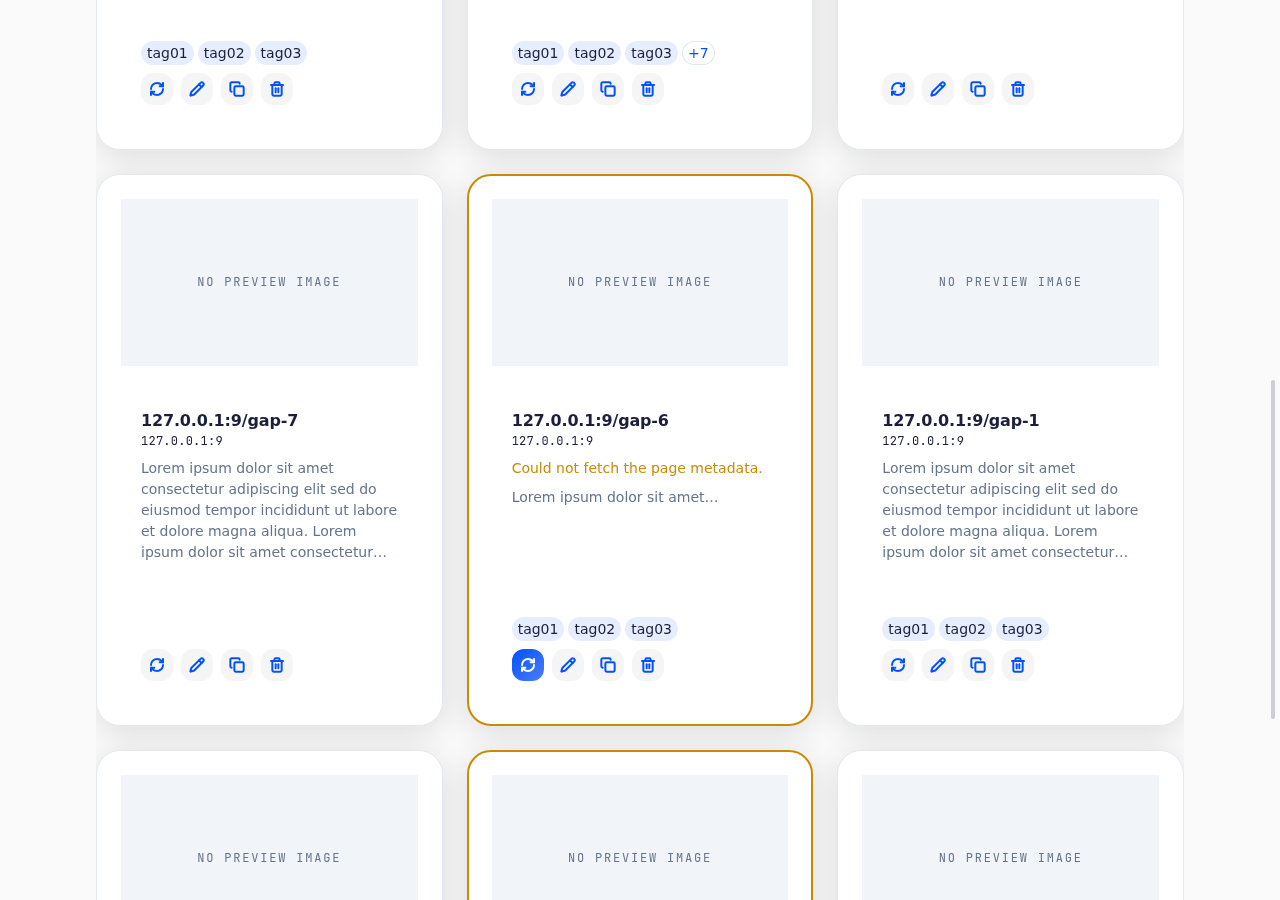 tag01 tag02 tag03
tag01 tag02 tag03 +7
NO PREVIEW IMAGE
127.0.0.1:9/gap-7
127.0.0.1:9
Lorem ipsum dolor sit amet
consectetur adipiscing elit sed do
eiusmod tempor incididunt ut labore
et dolore magna aliqua. Lorem
ipsum dolor sit amet consectetur…
NO PREVIEW IMAGE
127.0.0.1:9/gap-6
127.0.0.1:9
Could not fetch the page metadata.
Lorem ipsum dolor sit amet…
tag01 tag02 tag03
NO PREVIEW IMAGE
127.0.0.1:9/gap-1
127.0.0.1:9
Lorem ipsum dolor sit amet
consectetur adipiscing elit sed do
eiusmod tempor incididunt ut labore
et dolore magna aliqua. Lorem
ipsum dolor sit amet consectetur…
tag01 tag02 tag03
NO PREVIEW IMAGE
NO PREVIEW IMAGE
NO PREVIEW IMAGE